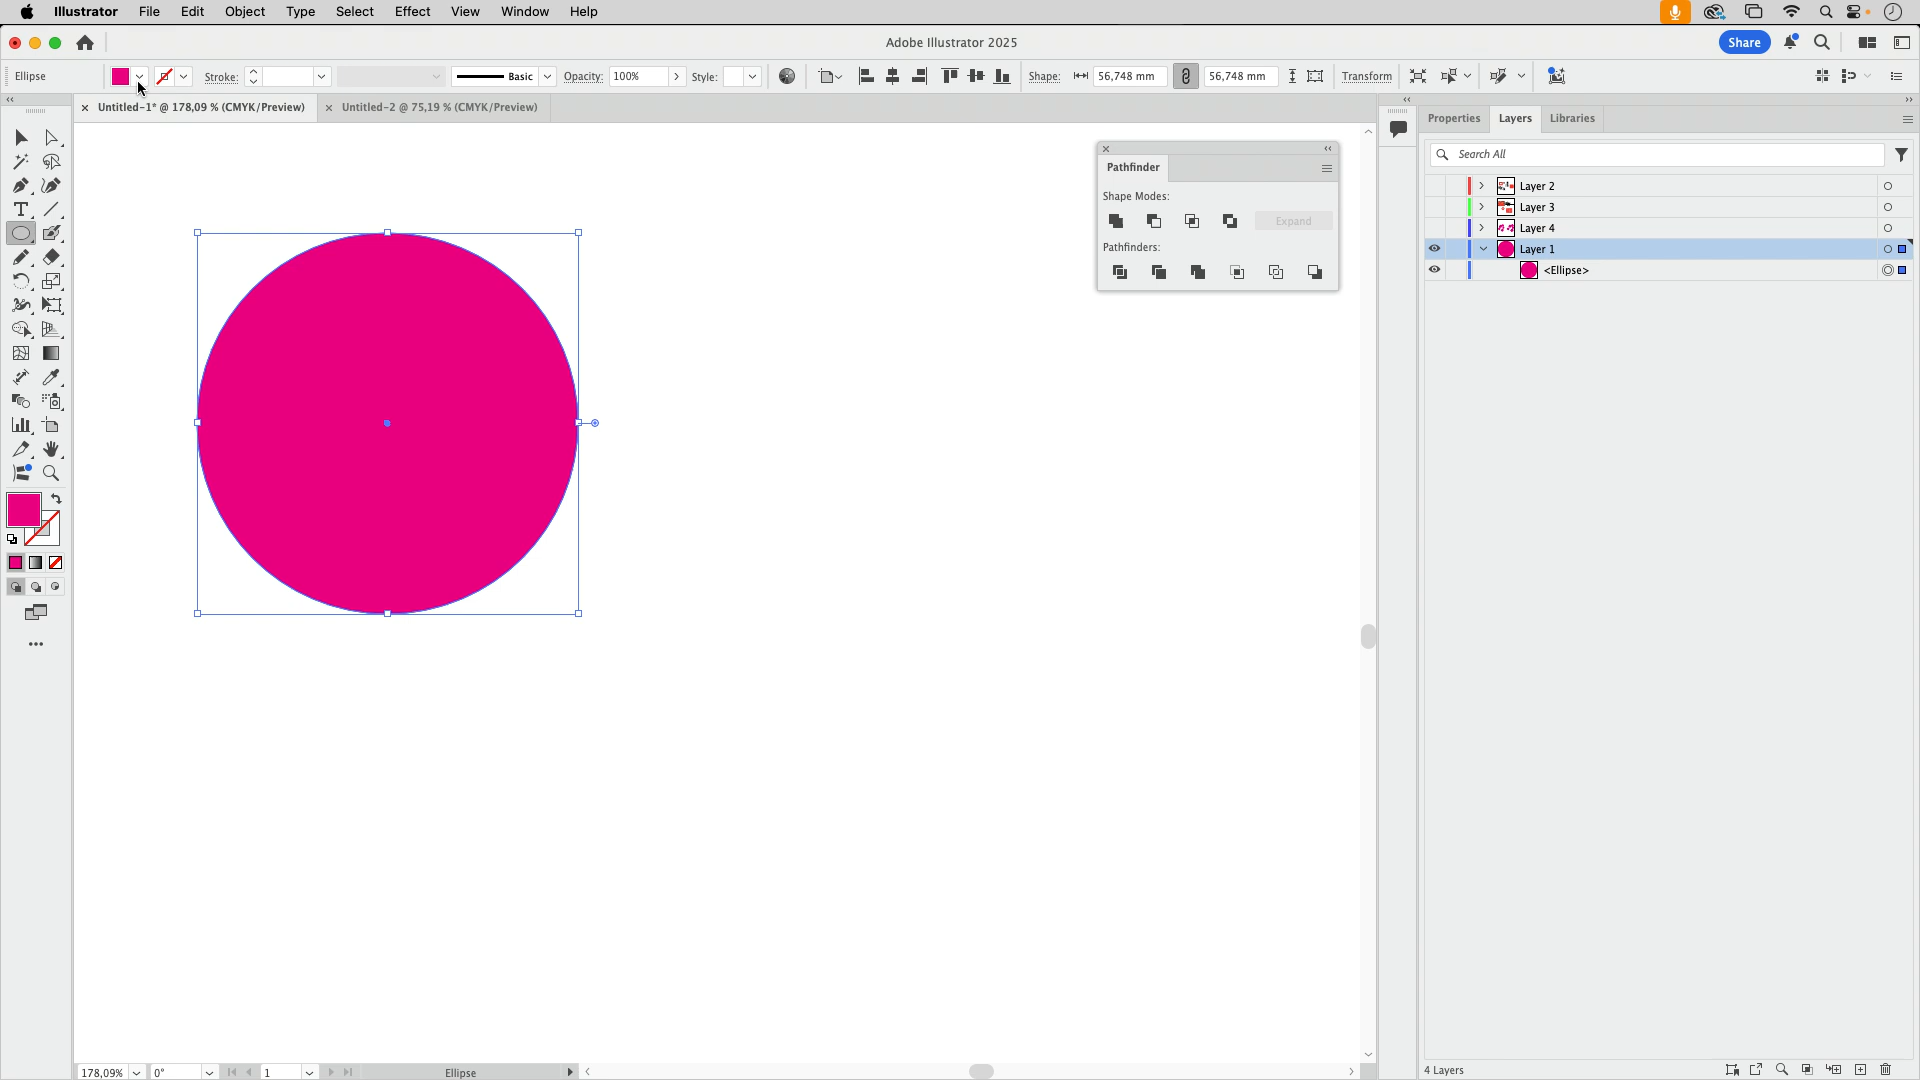 Illustrator File Edit Object Type Select Effect View Window Help
Adobe Illustrator 2025
Share
Ellipse Stroke: Basic Opacity: 100% Style: Shape: 56,748 mm 56,748 mm Transform
Untitled-1* @ 178,09 % (CMYK/Preview) Untitled-2 @ 75,19 % (CMYK/Preview)
Properties Layers Libraries
Search All
Pathfinder
Shape Modes:
Expand
Pathfinders:
Layer 2
Layer 3
Layer 4
Layer 1
<Ellipse>
178,09% 0° 1 Ellipse
4 Layers